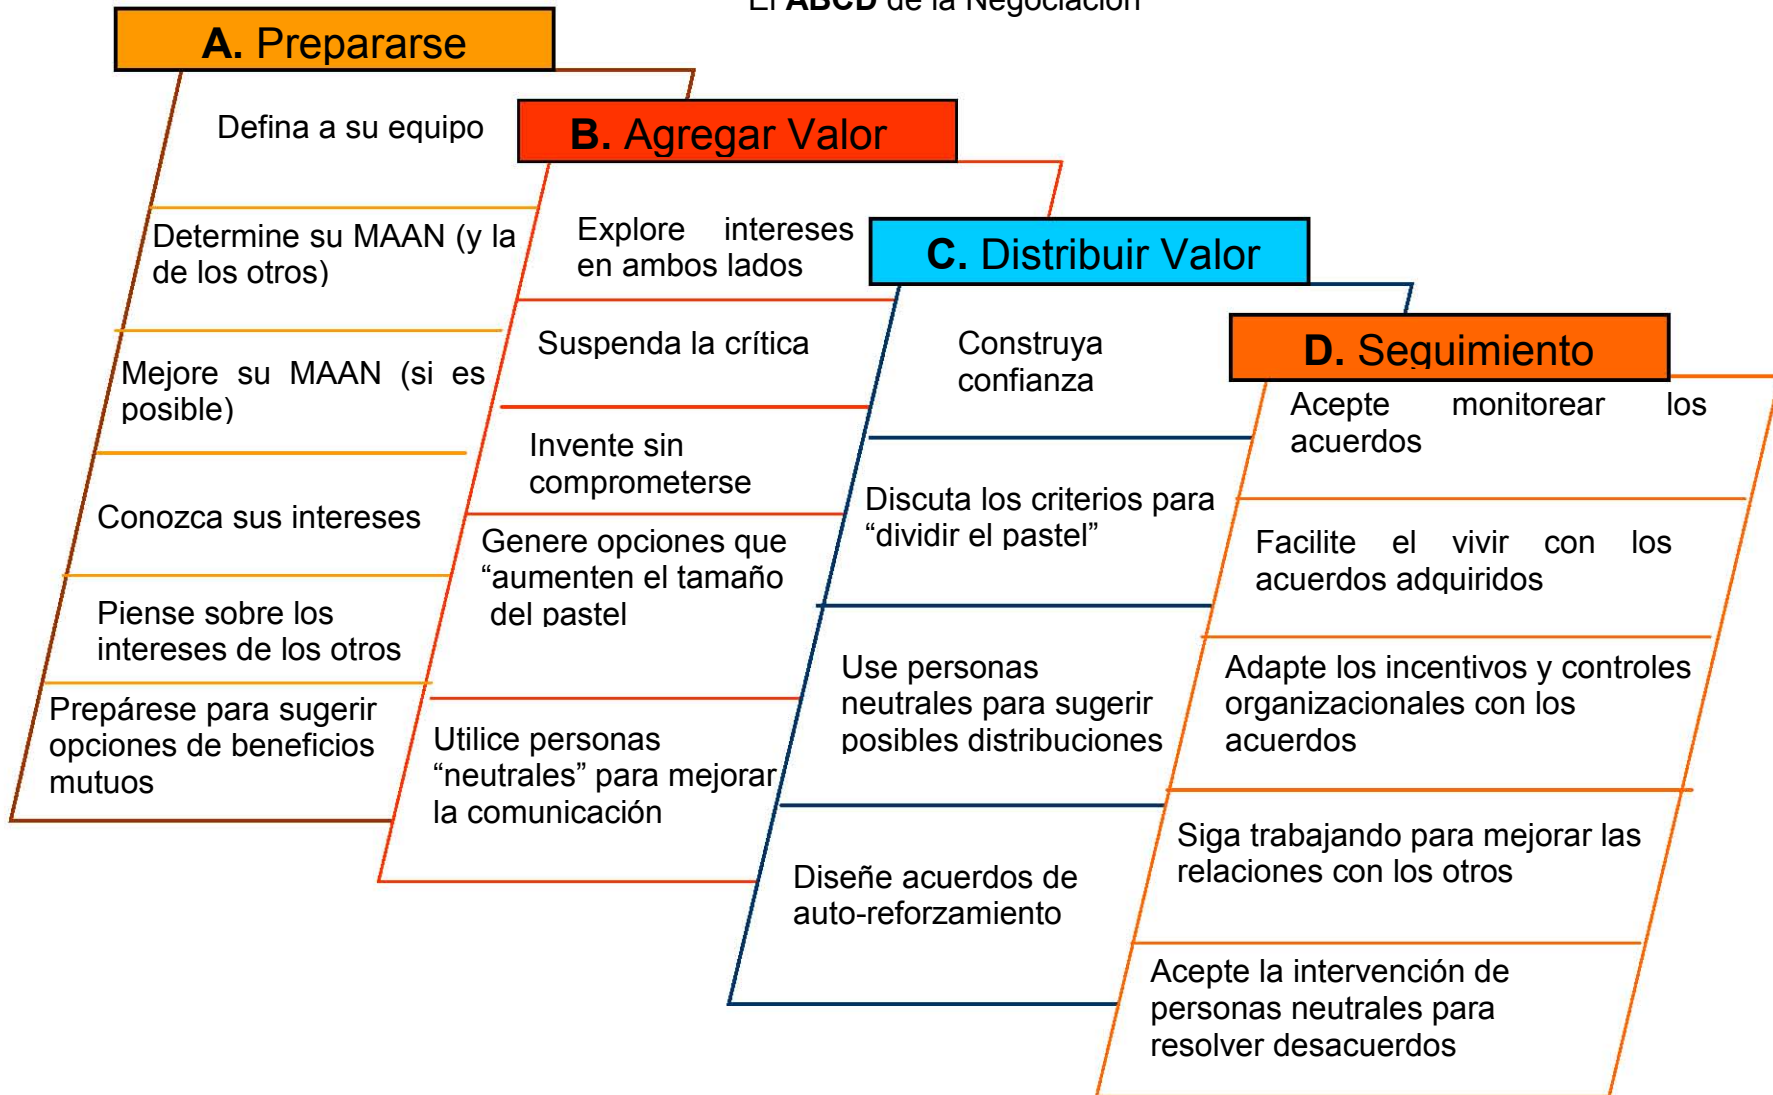 El ABCD de la Negociación
A. Prepararse
Defina a su equipo
Determine su MAAN (y la
de los otros)
Mejore su MAAN (si es
posible)
Conozca sus intereses
Piense sobre los
intereses de los otros
Prepárese para sugerir
opciones de beneficios
mutuos
B. Agregar Valor
Explore intereses
en ambos lados
Suspenda la crítica
Invente sin
comprometerse
Genere opciones que
“aumenten el tamaño
del pastel
Utilice personas
“neutrales” para mejorar
la comunicación
C. Distribuir Valor
Construya
confianza
Discuta los criterios para
“dividir el pastel”
Use personas
neutrales para sugerir
posibles distribuciones
Diseñe acuerdos de
auto-reforzamiento
D. Seguimiento
Acepte monitorear los
acuerdos
Facilite el vivir con los
acuerdos adquiridos
Adapte los incentivos y controles
organizacionales con los
acuerdos
Siga trabajando para mejorar las
relaciones con los otros
Acepte la intervención de
personas neutrales para
resolver desacuerdos